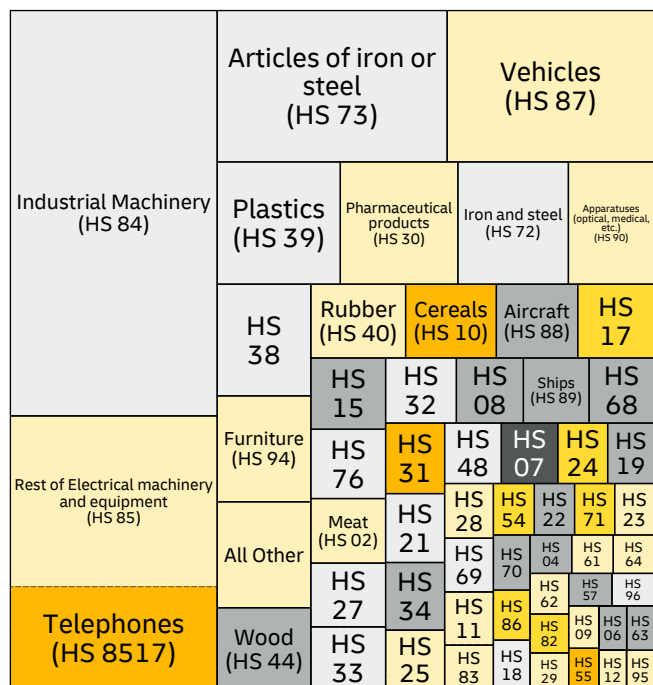 Articles of iron or
steel
(HS 73)
Vehicles
(HS 87)
Industrial Machinery
(HS 84)
Plastics
(HS 39)
Pharmaceutical
products
(HS 30)
Iron and steel
(HS 72)
Apparatuses
(optical, medical,
etc.)
(HS 90)
HS
38
Rubber
(HS 40)
Cereals
(HS 10)
Aircraft
(HS 88)
HS
17
HS
15
HS
32
HS
08
Ships
(HS 89)
HS
68
Furniture
(HS 94)
HS
76
HS
31
HS
48
HS
07
HS
24
HS
19
Rest of Electrical machinery
and equipment
(HS 85)
All Other
Meat
(HS 02)
HS
21
HS
28
HS
54
HS
22
HS
71
HS
23
HS
69
HS
70
HS
04
HS
61
HS
64
Telephones
(HS 8517)
Wood
(HS 44)
HS
27
HS
34
HS
11
HS
86
HS
62
HS
57
HS
96
HS
82
HS
09
HS
06
HS
63
HS
33
HS
25
HS
83
HS
18
HS
29
HS
55
HS
12
HS
95